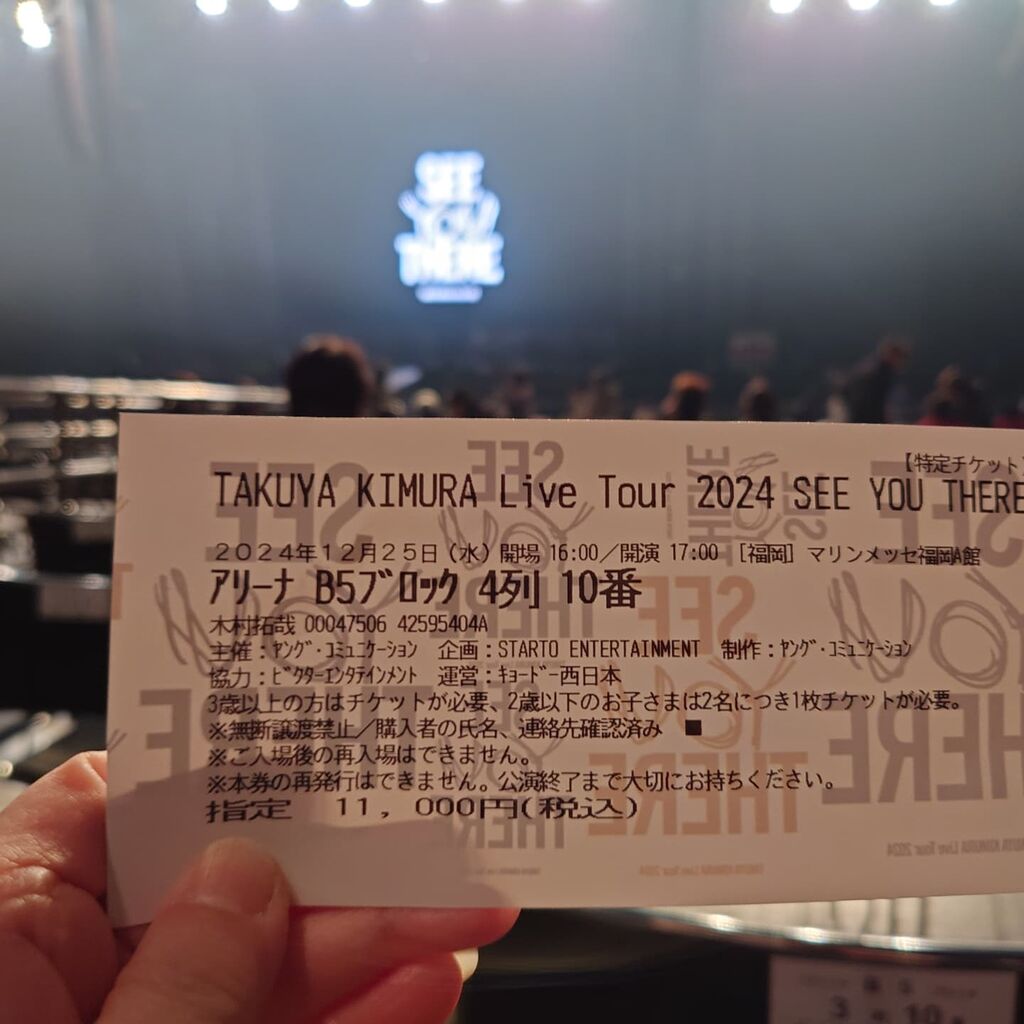 SEE
YOU
THERE
【特定チケット】
TAKUYA KIMURA Live Tour 2024 SEE YOU THERE
2024年12月25日(水) 開場 16:00/開演 17:00 [福岡] マリンメッセ福岡A館
アリーナ B5ブロック 4列 10番
木村拓哉 00047506 42595404A
主催:ヤング・コミュニケーション 企画:STARTO ENTERTAINMENT 制作:ヤング・コミュニケーション
協力:ビクターエンタテインメント 運営:キョードー西日本
3歳以上の方はチケットが必要、2歳以下のお子さまは2名につき1枚チケットが必要。
※無断譲渡禁止/購入者の氏名、連絡先確認済み ■
※ご入場後の再入場はできません。
※本券の再発行はできません。公演終了まで大切にお持ちください。
指定 11,000円(税込)